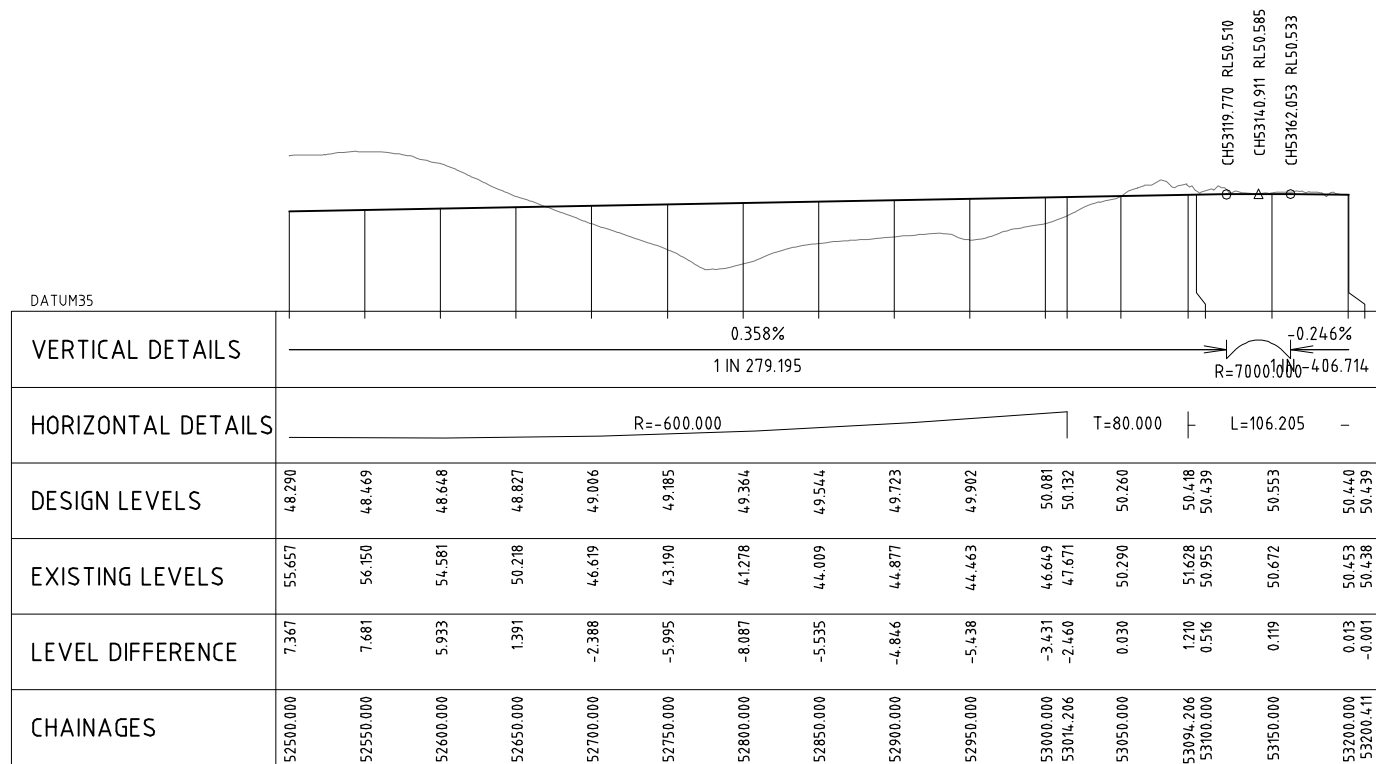 CH53119.770 RL50.510
CH53140.911 RL50.585
CH53162.053 RL50.533
DATUM35
VERTICAL DETAILS
0.358%
-0.246%
1 IN 279.195
R=7000.000
1 IN -406.714
HORIZONTAL DETAILS
R=-600.000
T=80.000
L=106.205
DESIGN LEVELS
48.290 48.469 48.648 48.827 49.006 49.185 49.364 49.544 49.723 49.902 50.081 50.132 50.260 50.418 50.439 50.553 50.440 50.439
EXISTING LEVELS
55.657 56.150 54.581 50.218 46.619 43.190 41.278 44.009 44.877 44.463 46.649 47.671 50.290 51.628 50.955 50.672 50.453 50.438
LEVEL DIFFERENCE
7.367 7.681 5.933 1.391 -2.388 -5.995 -8.087 -5.535 -4.846 -5.438 -3.431 -2.460 0.030 1.210 0.516 0.119 0.013 -0.001
CHAINAGES
52500.000 52550.000 52600.000 52650.000 52700.000 52750.000 52800.000 52850.000 52900.000 52950.000 53000.000 53014.206 53050.000 53094.206 53100.000 53150.000 53200.000 53200.411